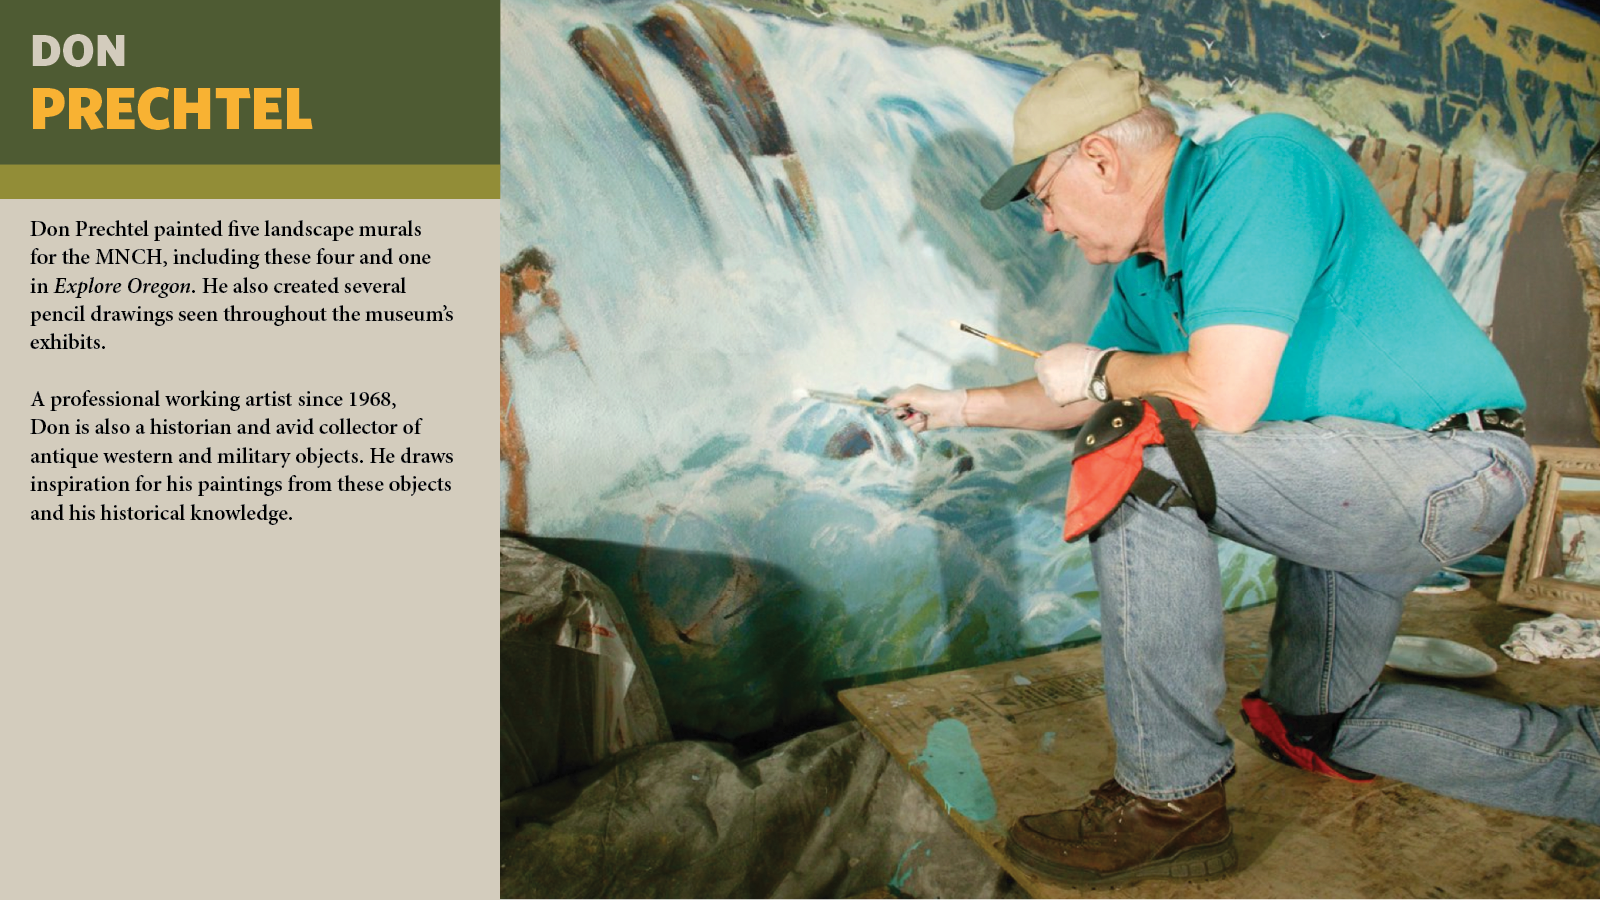 DON
PRECHTEL
Don Prechtel painted five landscape murals
for the MNCH, including these four and one
in Explore Oregon. He also created several
pencil drawings seen throughout the museum’s
exhibits.
A professional working artist since 1968,
Don is also a historian and avid collector of
antique western and military objects. He draws
inspiration for his paintings from these objects
and his historical knowledge.